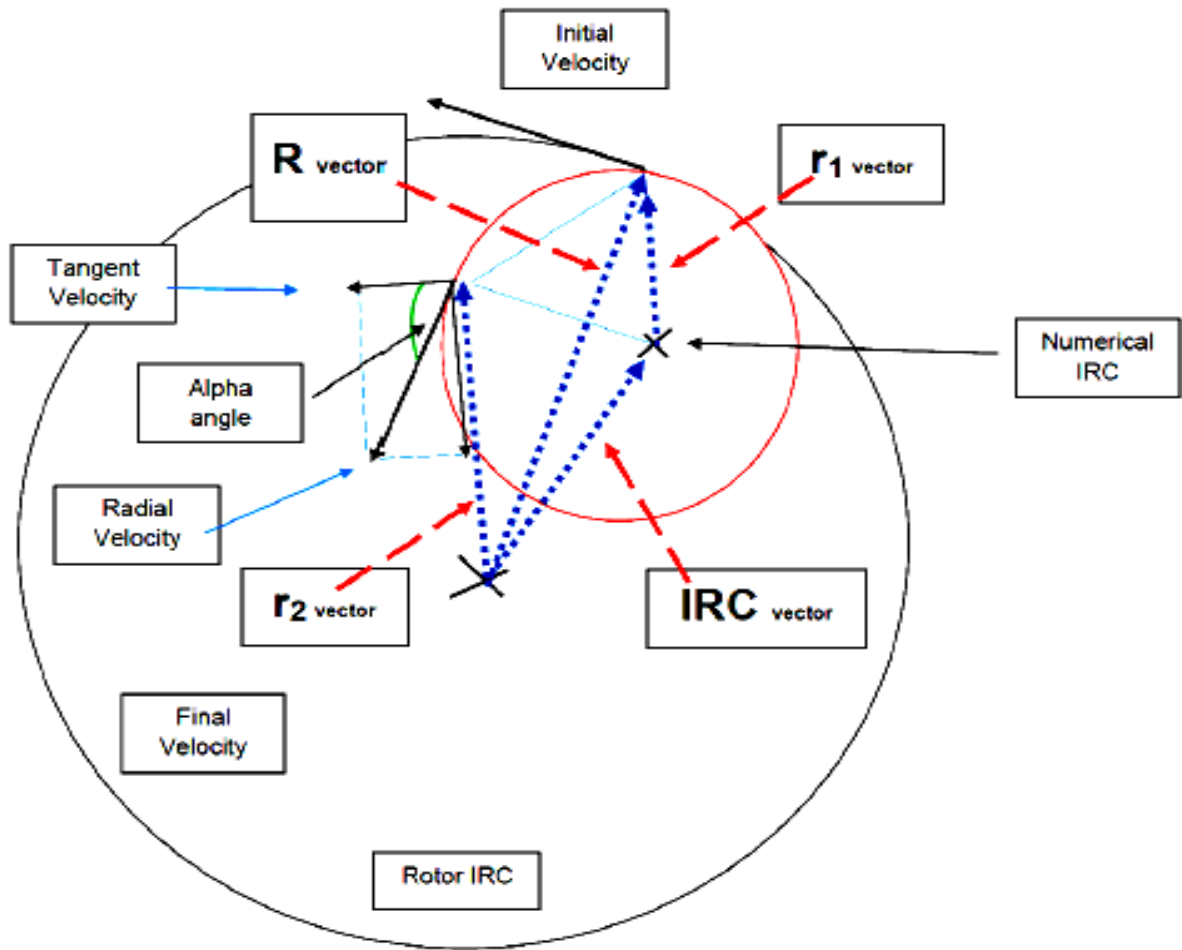 Initial
Velocity
R vector
r1 vector
Tangent
Velocity
Numerical
IRC
Alpha
angle
Radial
Velocity
r2 vector
IRC vector
Final
Velocity
Rotor IRC